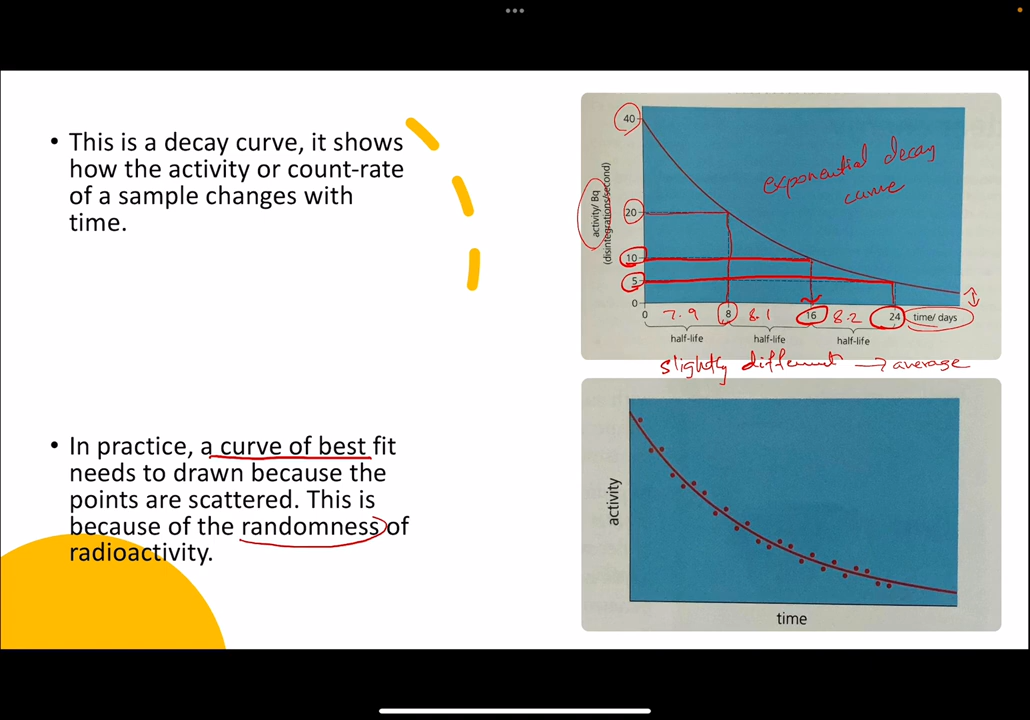 • This is a decay curve, it shows
how the activity or count-rate
of a sample changes with
time.
• In practice, a curve of best fit
needs to drawn because the
points are scattered. This is
because of the randomness of
radioactivity.
40
20
10
5
0
activity/ Bq
(disintegrations/second)
exponential decay
curve
0 7.9 8 8.1 16 8.2 24 time/ days
half-life half-life half-life
slightly different → average
activity
time